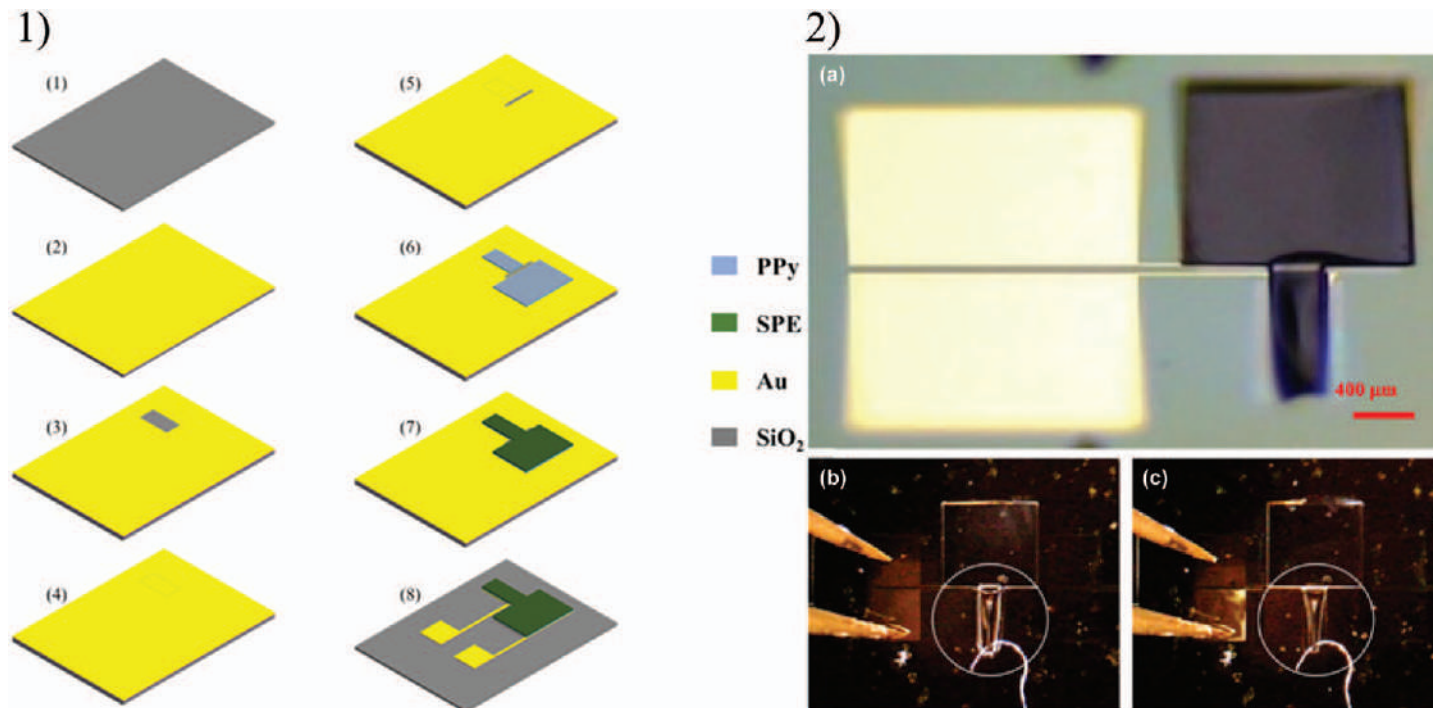 1)
(1)
(2)
(3)
(4)
(5)
(6)
(7)
(8)
PPy
SPE
Au
SiO₂
2)
(a)
400 μm
(b)
(c)